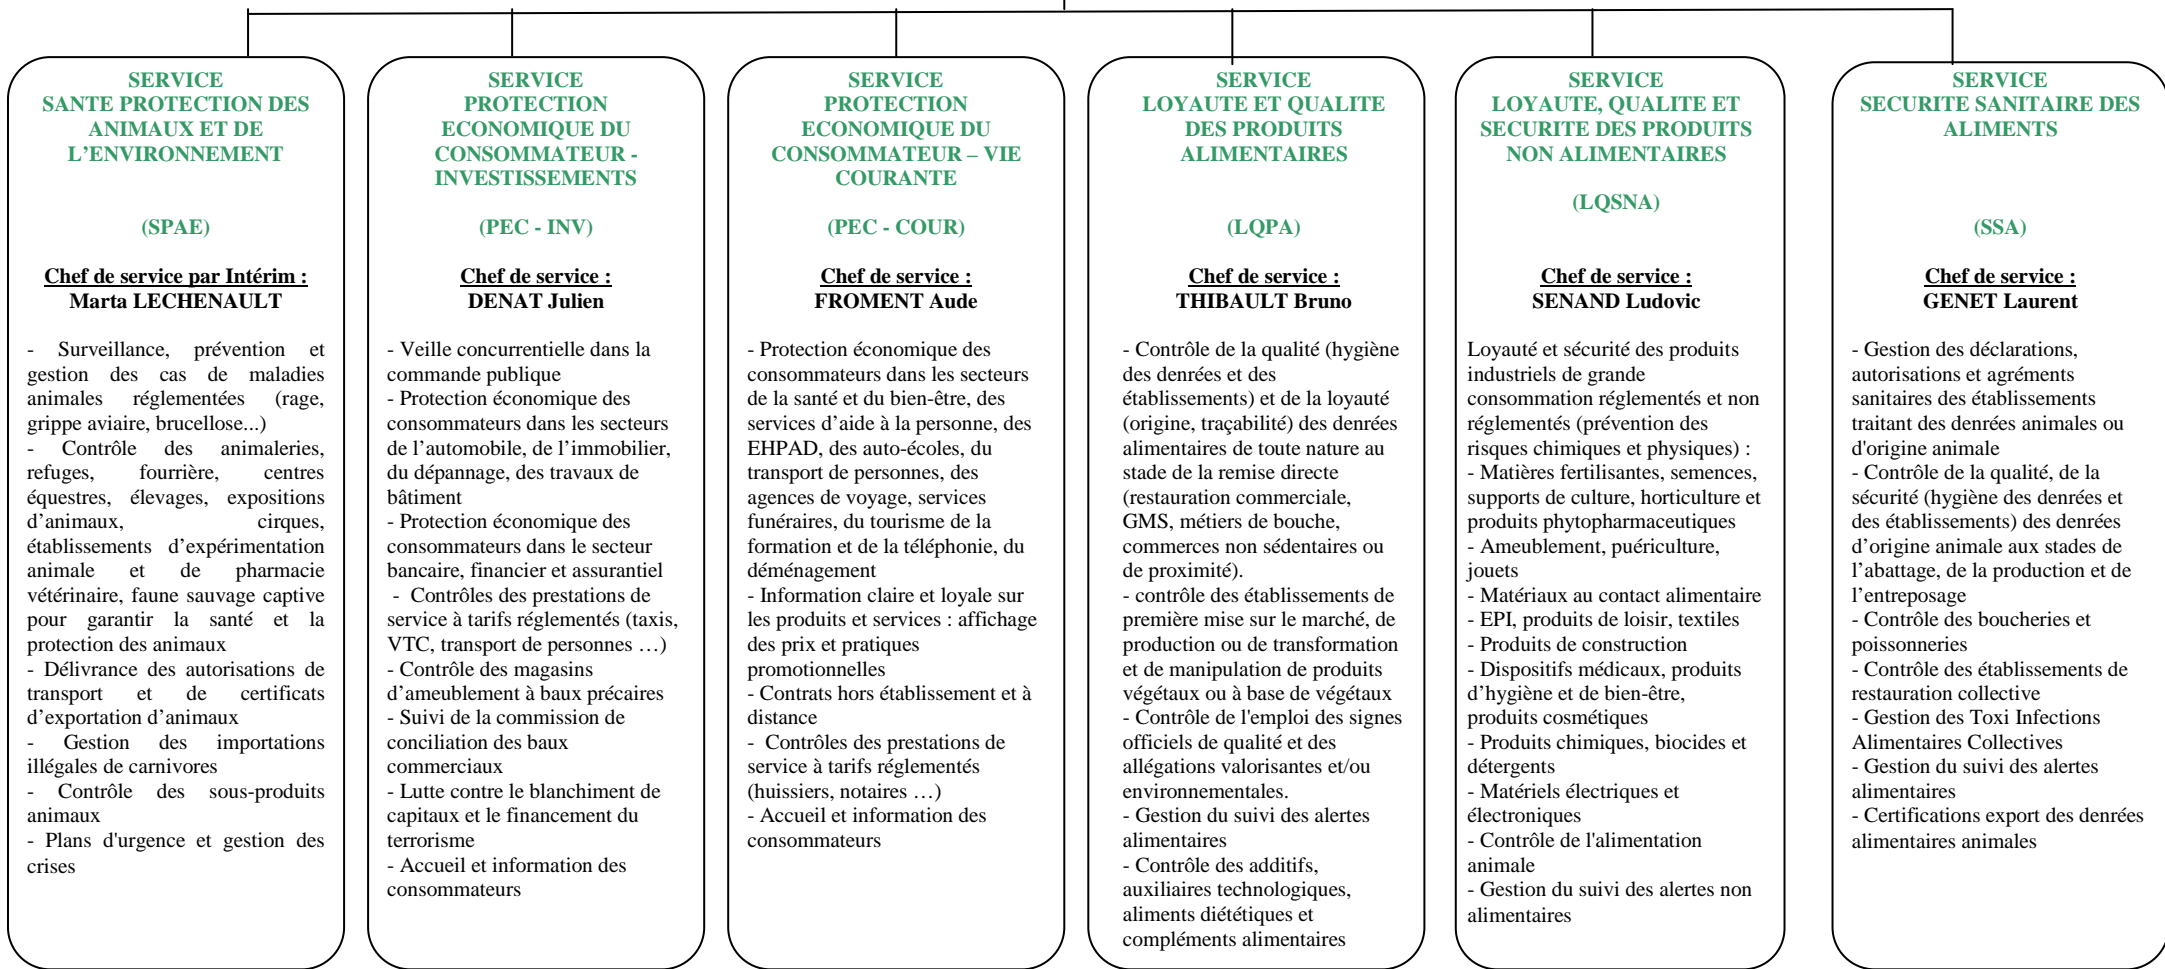 SERVICE
SANTE PROTECTION DES
ANIMAUX ET DE
L’ENVIRONNEMENT
(SPAE)
Chef de service par Intérim :
Marta LECHENAULT
- Surveillance, prévention et
gestion des cas de maladies
animales réglementées (rage,
grippe aviaire, brucellose...)
- Contrôle des animaleries,
refuges, fourrière, centres
équestres, élevages, expositions
d’animaux, cirques,
établissements d’expérimentation
animale et de pharmacie
vétérinaire, faune sauvage captive
pour garantir la santé et la
protection des animaux
- Délivrance des autorisations de
transport et de certificats
d’exportation d’animaux
- Gestion des importations
illégales de carnivores
- Contrôle des sous-produits
animaux
- Plans d'urgence et gestion des
crises
SERVICE
PROTECTION
ECONOMIQUE DU
CONSOMMATEUR -
INVESTISSEMENTS
(PEC - INV)
Chef de service :
DENAT Julien
- Veille concurrentielle dans la
commande publique
- Protection économique des
consommateurs dans les secteurs
de l’automobile, de l’immobilier,
du dépannage, des travaux de
bâtiment
- Protection économique des
consommateurs dans le secteur
bancaire, financier et assurantiel
- Contrôles des prestations de
service à tarifs réglementés (taxis,
VTC, transport de personnes …)
- Contrôle des magasins
d’ameublement à baux précaires
- Suivi de la commission de
conciliation des baux
commerciaux
- Lutte contre le blanchiment de
capitaux et le financement du
terrorisme
- Accueil et information des
consommateurs
SERVICE
PROTECTION
ECONOMIQUE DU
CONSOMMATEUR – VIE
COURANTE
(PEC - COUR)
Chef de service :
FROMENT Aude
- Protection économique des
consommateurs dans les secteurs
de la santé et du bien-être, des
services d’aide à la personne, des
EHPAD, des auto-écoles, du
transport de personnes, des
agences de voyage, services
funéraires, du tourisme de la
formation et de la téléphonie, du
déménagement
- Information claire et loyale sur
les produits et services : affichage
des prix et pratiques
promotionnelles
- Contrats hors établissement et à
distance
- Contrôles des prestations de
service à tarifs réglementés
(huissiers, notaires …)
- Accueil et information des
consommateurs
SERVICE
LOYAUTE ET QUALITE
DES PRODUITS
ALIMENTAIRES
(LQPA)
Chef de service :
THIBAULT Bruno
- Contrôle de la qualité (hygiène
des denrées et des
établissements) et de la loyauté
(origine, traçabilité) des denrées
alimentaires de toute nature au
stade de la remise directe
(restauration commerciale,
GMS, métiers de bouche,
commerces non sédentaires ou
de proximité).
- contrôle des établissements de
première mise sur le marché, de
production ou de transformation
et de manipulation de produits
végétaux ou à base de végétaux
- Contrôle de l'emploi des signes
officiels de qualité et des
allégations valorisantes et/ou
environnementales.
- Gestion du suivi des alertes
alimentaires
- Contrôle des additifs,
auxiliaires technologiques,
aliments diététiques et
compléments alimentaires
SERVICE
LOYAUTE, QUALITE ET
SECURITE DES PRODUITS
NON ALIMENTAIRES
(LQSNA)
Chef de service :
SENAND Ludovic
Loyauté et sécurité des produits
industriels de grande
consommation réglementés et non
réglementés (prévention des
risques chimiques et physiques) :
- Matières fertilisantes, semences,
supports de culture, horticulture et
produits phytopharmaceutiques
- Ameublement, puériculture,
jouets
- Matériaux au contact alimentaire
- EPI, produits de loisir, textiles
- Produits de construction
- Dispositifs médicaux, produits
d’hygiène et de bien-être,
produits cosmétiques
- Produits chimiques, biocides et
détergents
- Matériels électriques et
électroniques
- Contrôle de l'alimentation
animale
- Gestion du suivi des alertes non
alimentaires
SERVICE
SECURITE SANITAIRE DES
ALIMENTS
(SSA)
Chef de service :
GENET Laurent
- Gestion des déclarations,
autorisations et agréments
sanitaires des établissements
traitant des denrées animales ou
d'origine animale
- Contrôle de la qualité, de la
sécurité (hygiène des denrées et
des établissements) des denrées
d’origine animale aux stades de
l’abattage, de la production et de
l’entreposage
- Contrôle des boucheries et
poissonneries
- Contrôle des établissements de
restauration collective
- Gestion des Toxi Infections
Alimentaires Collectives
- Gestion du suivi des alertes
alimentaires
- Certifications export des denrées
alimentaires animales